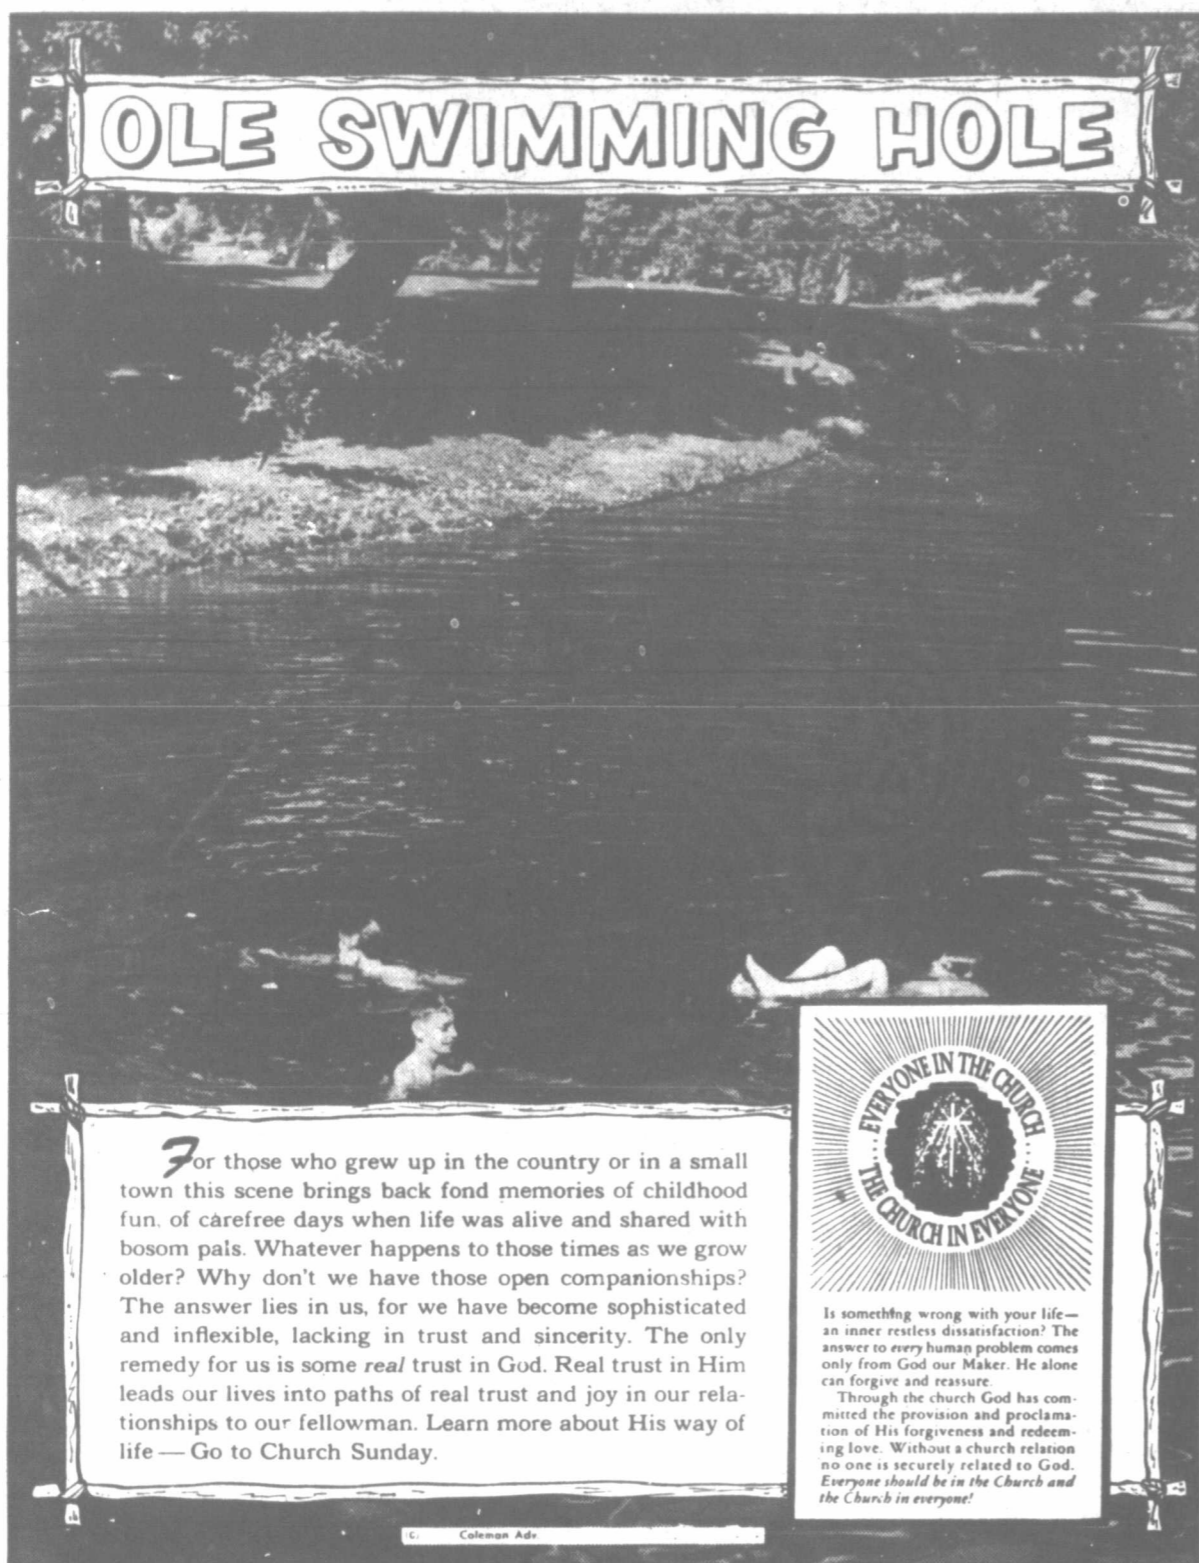 OLE SWIMMING HOLE
For those who grew up in the country or in a small
town this scene brings back fond memories of childhood
fun, of carefree days when life was alive and shared with
bosom pals. Whatever happens to those times as we grow
older? Why don't we have those open companionships?
The answer lies in us, for we have become sophisticated
and inflexible, lacking in trust and sincerity. The only
remedy for us is some real trust in God. Real trust in Him
leads our lives into paths of real trust and joy in our rela-
tionships to our fellowman. Learn more about His way of
life — Go to Church Sunday.
EVERYONE IN THE CHURCH
THE CHURCH IN EVERYONE
Is something wrong with your life—
an inner restless dissatisfaction? The
answer to every human problem comes
only from God our Maker. He alone
can forgive and reassure.
Through the church God has com-
mitted the provision and proclama-
tion of His forgiveness and redeem-
ing love. Without a church relation
no one is securely related to God.
Everyone should be in the Church and
the Church in everyone!
(C) Coleman Adv.